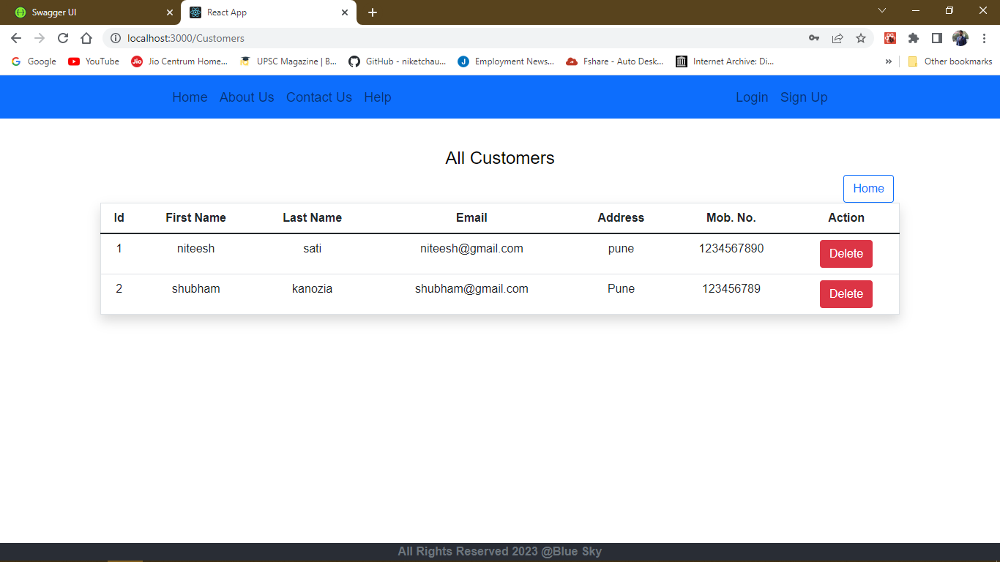 Swagger UI React App
localhost:3000/Customers
Google YouTube Jio Centrum Home... UPSC Magazine | B... GitHub - niketchau... Employment News... Fshare - Auto Desk... Internet Archive: Di... » Other bookmarks
Home About Us Contact Us Help Login Sign Up
All Customers
Home
Id First Name Last Name Email Address Mob. No. Action
1 niteesh sati niteesh@gmail.com pune 1234567890 Delete
2 shubham kanozia shubham@gmail.com Pune 123456789 Delete
All Rights Reserved 2023 @Blue Sky